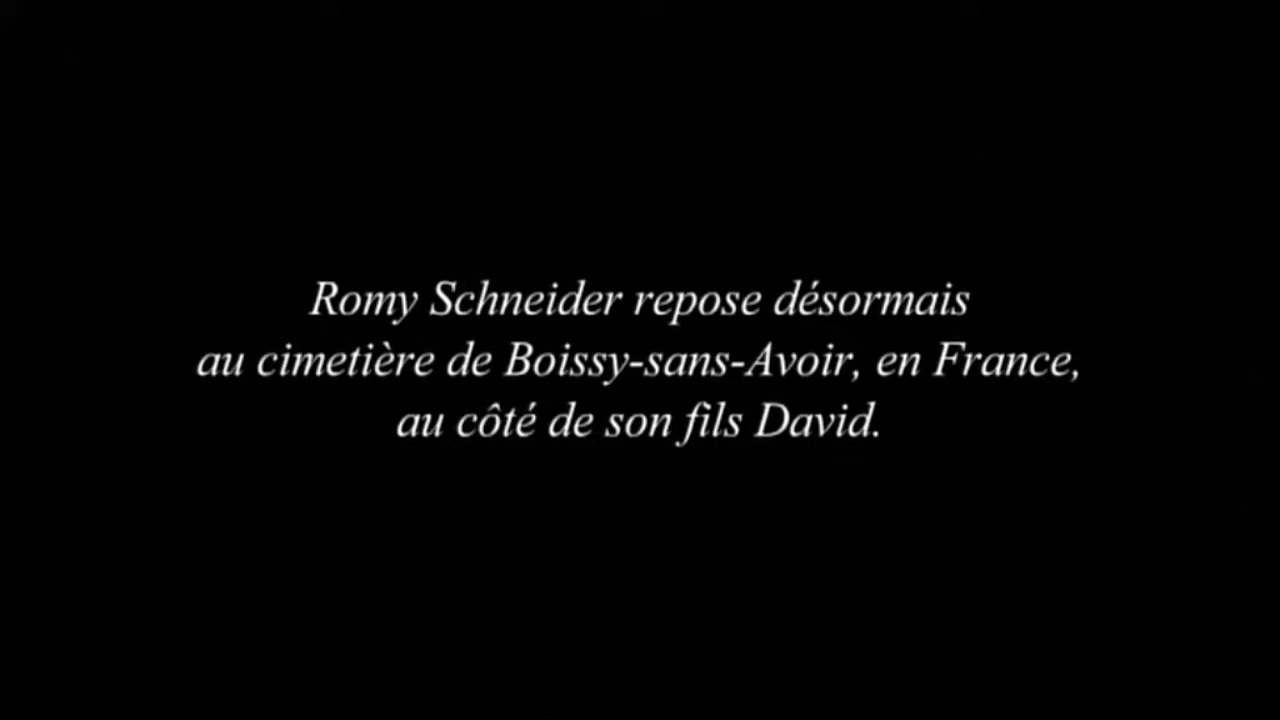 Romy Schneider repose désormais
au cimetière de Boissy-sans-Avoir, en France,
au côté de son fils David.